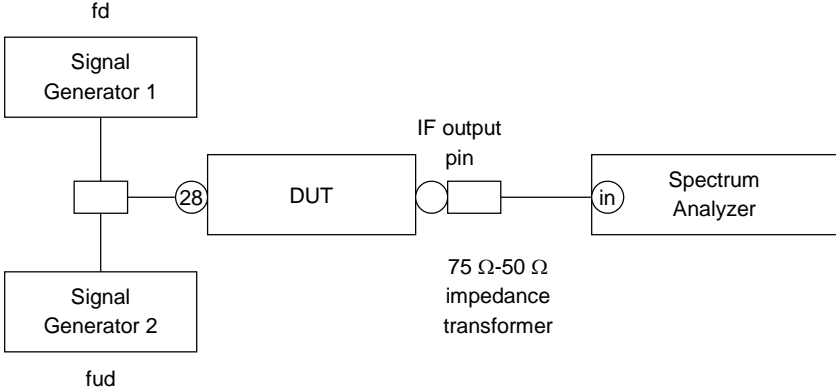 fd
Signal
Generator 1
28
DUT
IF output
pin
in
Spectrum
Analyzer
75 Ω-50 Ω
impedance
transformer
Signal
Generator 2
fud